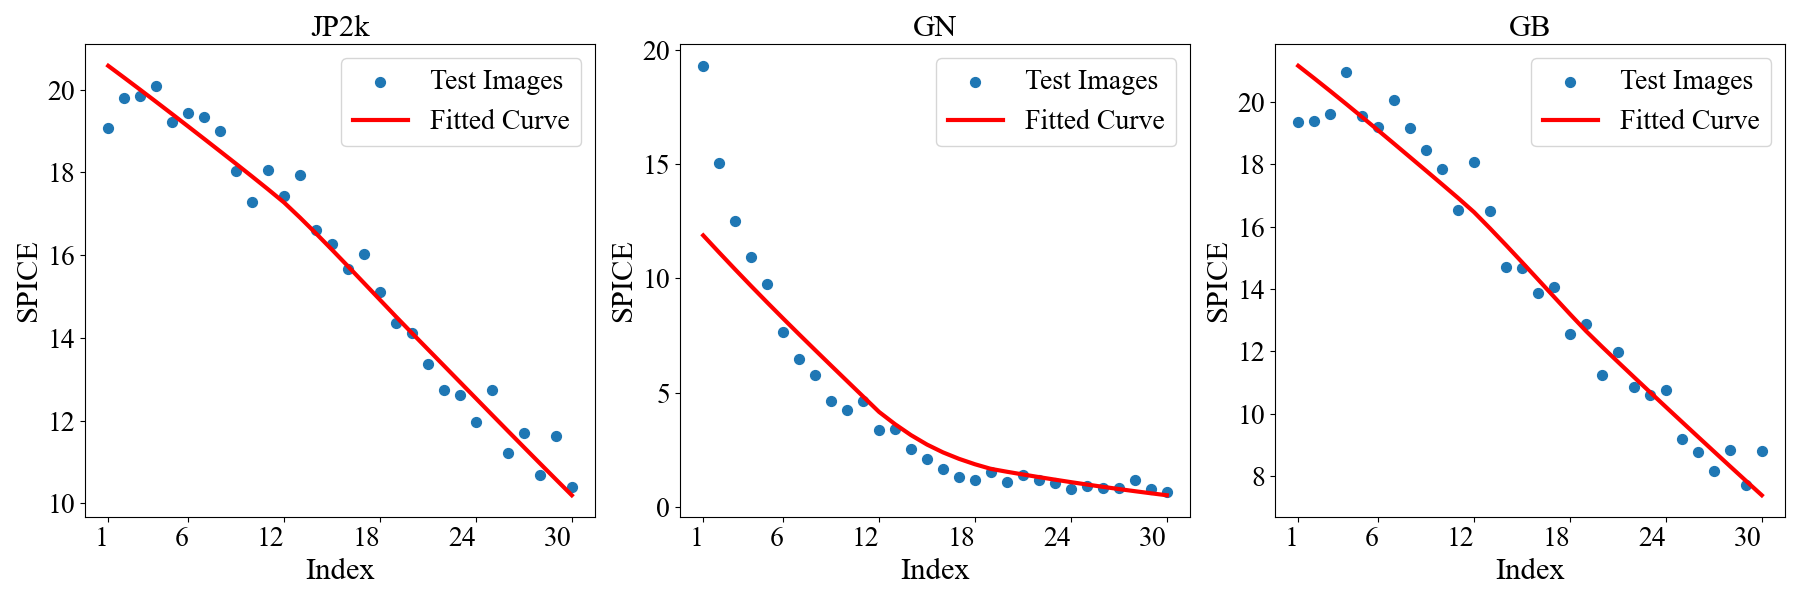 JP2k
20
18
16
14
12
10
SPICE
Test Images
Fitted Curve
1 6 12 18 24 30
Index
GN
20
15
10
5
0
SPICE
Test Images
Fitted Curve
1 6 12 18 24 30
Index
GB
20
18
16
14
12
10
8
SPICE
Test Images
Fitted Curve
1 6 12 18 24 30
Index